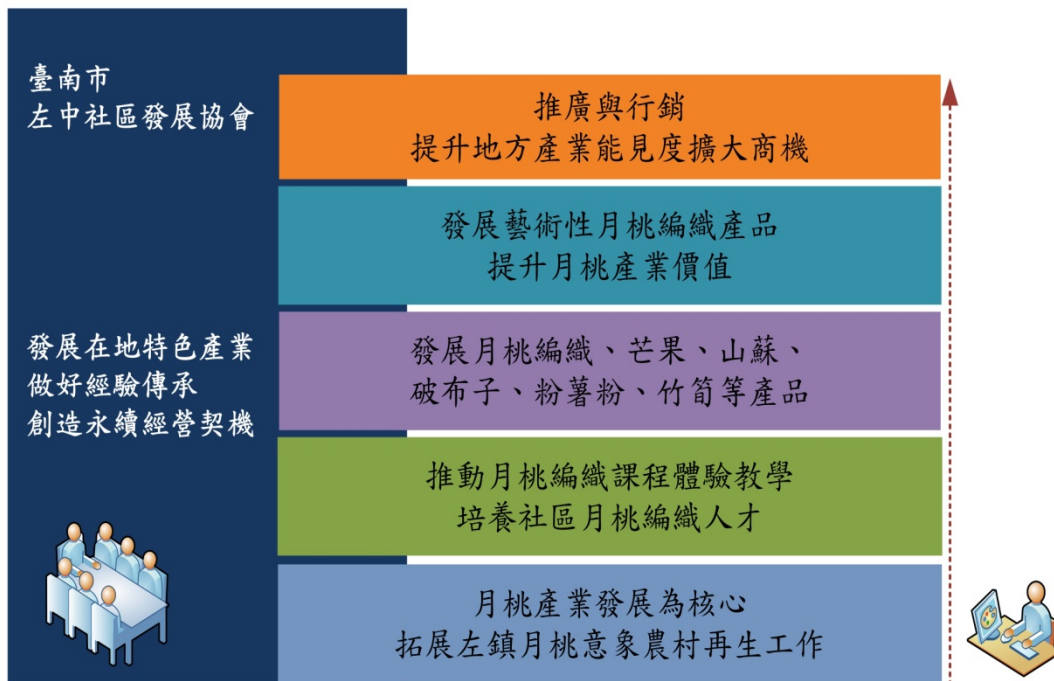 臺南市
左中社區發展協會
發展在地特色產業
做好經驗傳承
創造永續經營契機
推廣與行銷
提升地方產業能見度擴大商機
發展藝術性月桃編織產品
提升月桃產業價值
發展月桃編織、芒果、山蘇、
破布子、粉薯粉、竹筍等產品
推動月桃編織課程體驗教學
培養社區月桃編織人才
月桃產業發展為核心
拓展左鎮月桃意象農村再生工作